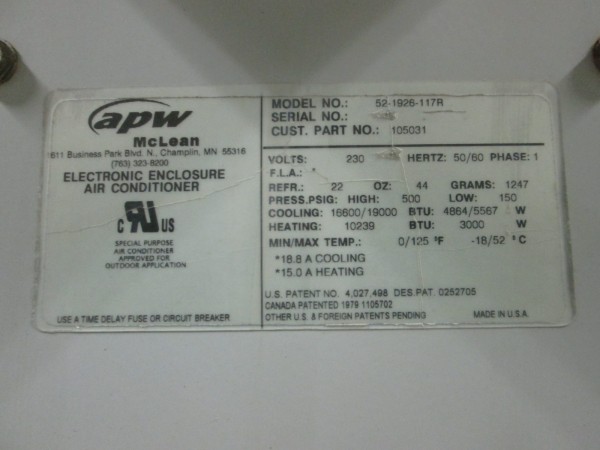 apw
McLean
1611 Business Park Blvd. N., Champlin, MN 55316
(763) 323-8200
ELECTRONIC ENCLOSURE
AIR CONDITIONER
C RU US
SPECIAL PURPOSE
AIR CONDITIONER
APPROVED FOR
OUTDOOR APPLICATION
USE A TIME DELAY FUSE OR CIRCUIT BREAKER
MODEL NO.: 52-1926-117R
SERIAL NO.:
CUST. PART NO.: 105031
VOLTS: 230 HERTZ: 50/60 PHASE: 1
F.L.A.: *
REFR.: 22 OZ: 44 GRAMS: 1247
PRESS.PSIG: HIGH: 500 LOW: 150
COOLING: 16600/19000 BTU: 4864/5567 W
HEATING: 10239 BTU: 3000 W
MIN/MAX TEMP.: 0/125 °F -18/52 °C
*18.8 A COOLING
*15.0 A HEATING
U.S. PATENT NO. 4,027,498 DES.PAT. 0252705
CANADA PATENTED 1979 1105702
OTHER U.S. & FOREIGN PATENTS PENDING MADE IN U.S.A.